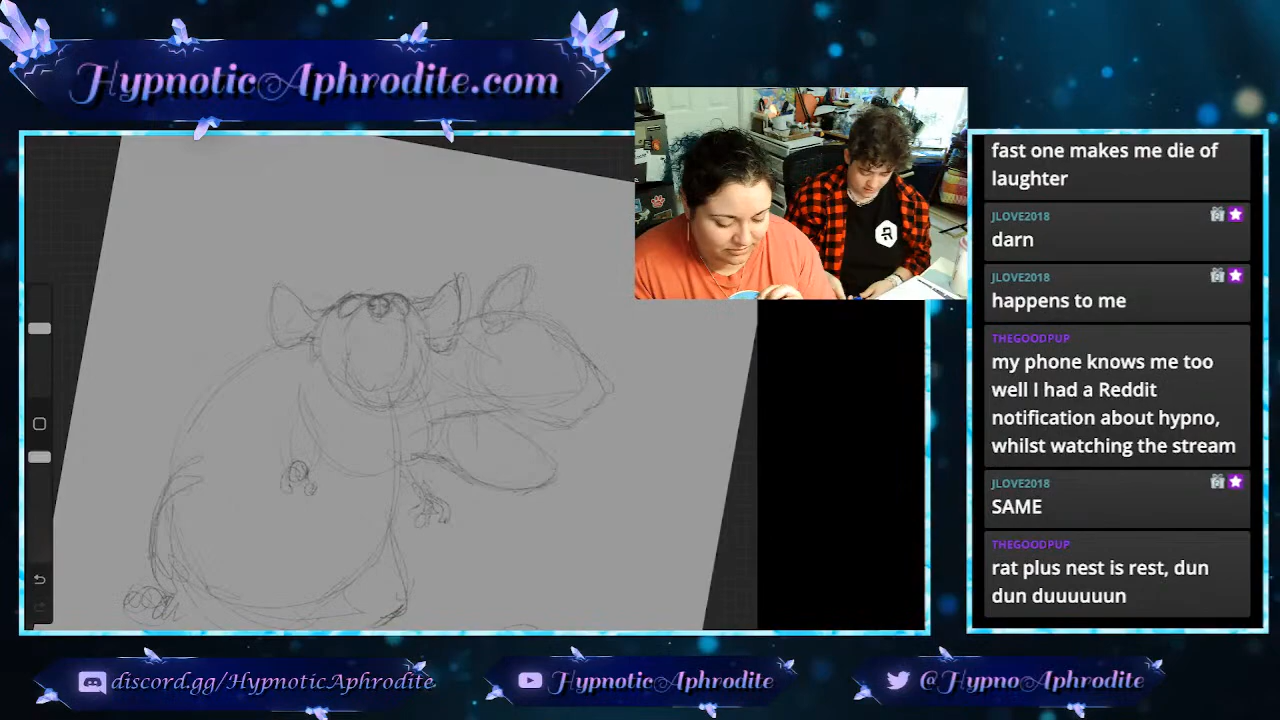 HypnoticAphrodite.com
fast one makes me die of
laughter
JLOVE2018
darn
JLOVE2018
happens to me
THEGOODPUP
my phone knows me too
well I had a Reddit
notification about hypno,
whilst watching the stream
JLOVE2018
SAME
THEGOODPUP
rat plus nest is rest, dun
dun duuuuuun
discord.gg/HypnoticAphrodite
HypnoticAphrodite
@HypnoAphrodite